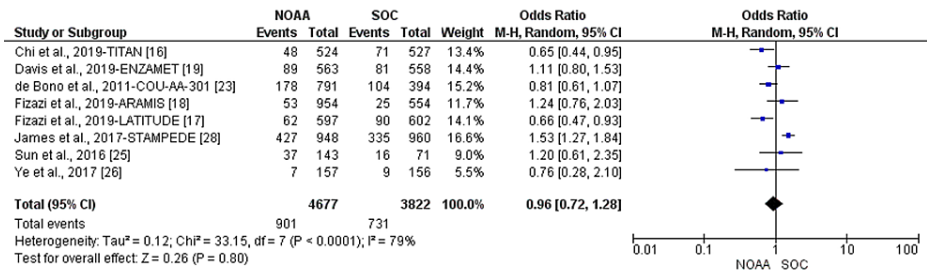 NOAA SOC Odds Ratio Odds Ratio
Study or Subgroup Events Total Events Total Weight M-H, Random, 95% CI M-H, Random, 95% CI
Chi et al., 2019-TITAN [16] 48 524 71 527 13.4% 0.65 [0.44, 0.95]
Davis et al., 2019-ENZAMET [19] 89 563 81 558 14.4% 1.11 [0.80, 1.53]
de Bono et al., 2011-COU-AA-301 [23] 178 791 104 394 15.2% 0.81 [0.61, 1.07]
Fizazi et al., 2019-ARAMIS [18] 53 954 25 554 12.0% 1.24 [0.76, 2.03]
Fizazi et al., 2019-LATITUDE [17] 62 597 90 602 14.0% 0.66 [0.47, 0.93]
James et al., 2017-STAMPEDE [28] 427 948 335 960 16.6% 1.53 [1.27, 1.84]
Sun et al., 2016 [25] 37 143 16 71 9.0% 1.20 [0.61, 2.35]
Ye et al., 2017 [26] 7 157 9 156 5.5% 0.76 [0.28, 2.10]
Total (95% CI) 4677 3822 100.0% 0.96 [0.72, 1.28]
Total events 901 731
Heterogeneity: Tau² = 0.12; Chi² = 33.15, df = 7 (P < 0.0001); I² = 79%
Test for overall effect: Z = 0.26 (P = 0.80)
0.01 0.1 1 10 100
NOAA SOC